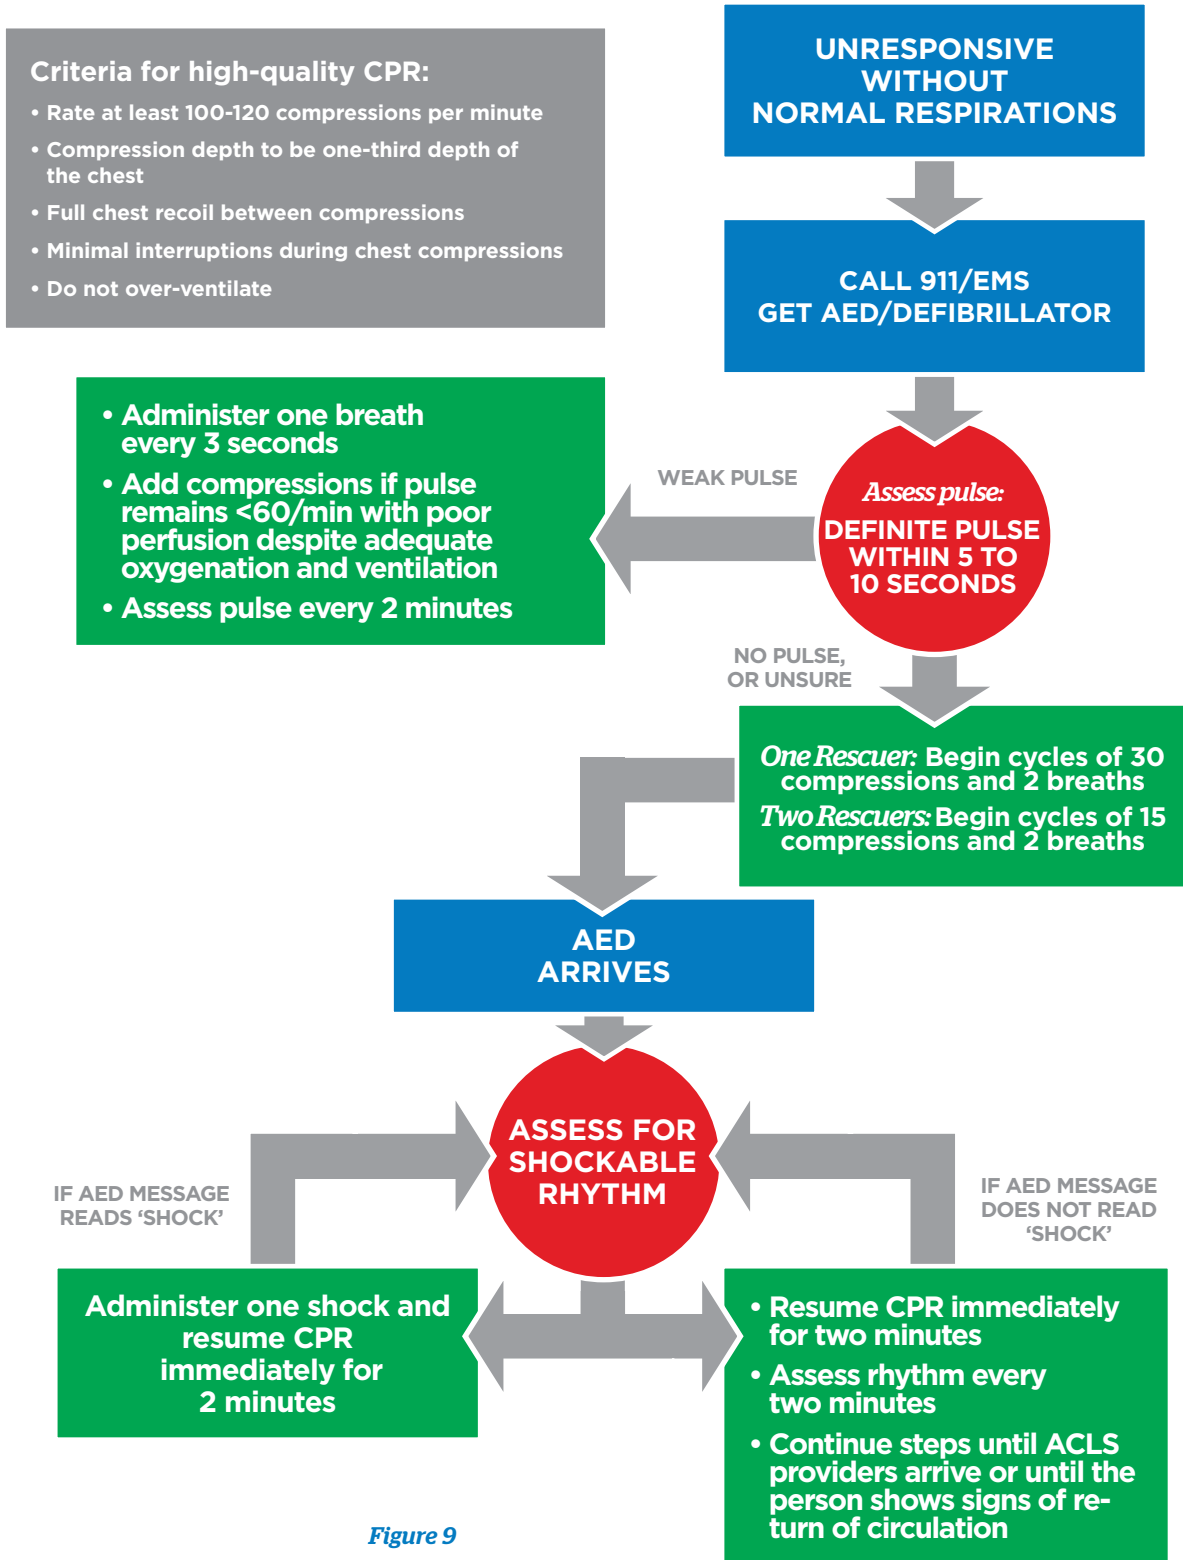 Criteria for high-quality CPR:
• Rate at least 100-120 compressions per minute
• Compression depth to be one-third depth of
the chest
• Full chest recoil between compressions
• Minimal interruptions during chest compressions
• Do not over-ventilate
UNRESPONSIVE
WITHOUT
NORMAL RESPIRATIONS
CALL 911/EMS
GET AED/DEFIBRILLATOR
Assess pulse:
DEFINITE PULSE
WITHIN 5 TO
10 SECONDS
WEAK PULSE
• Administer one breath
every 3 seconds
• Add compressions if pulse
remains <60/min with poor
perfusion despite adequate
oxygenation and ventilation
• Assess pulse every 2 minutes
NO PULSE,
OR UNSURE
One Rescuer: Begin cycles of 30
compressions and 2 breaths
Two Rescuers: Begin cycles of 15
compressions and 2 breaths
AED
ARRIVES
ASSESS FOR
SHOCKABLE
RHYTHM
IF AED MESSAGE
READS ‘SHOCK’
Administer one shock and
resume CPR
immediately for
2 minutes
IF AED MESSAGE
DOES NOT READ
‘SHOCK’
• Resume CPR immediately
for two minutes
• Assess rhythm every
two minutes
• Continue steps until ACLS
providers arrive or until the
person shows signs of re-
turn of circulation
Figure 9